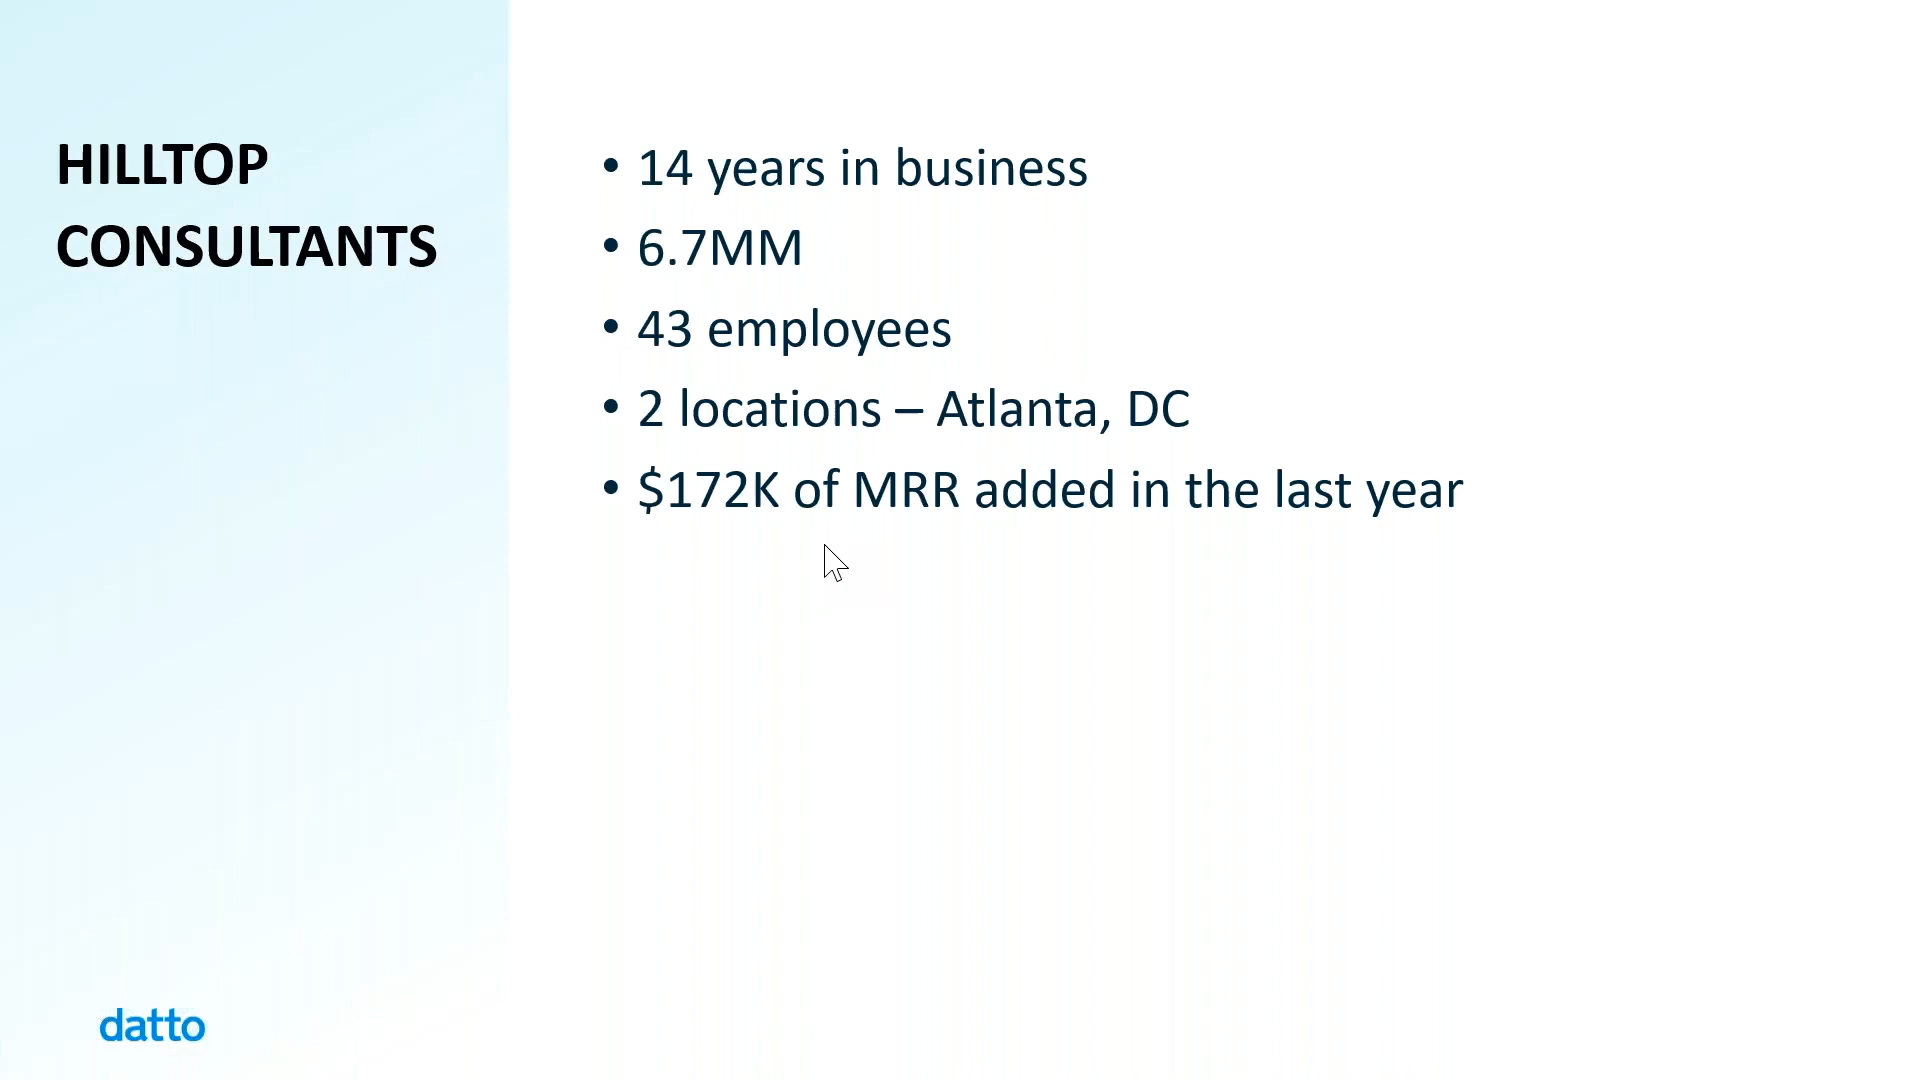 HILLTOP
CONSULTANTS
• 14 years in business
• 6.7MM
• 43 employees
• 2 locations – Atlanta, DC
• $172K of MRR added in the last year
datto